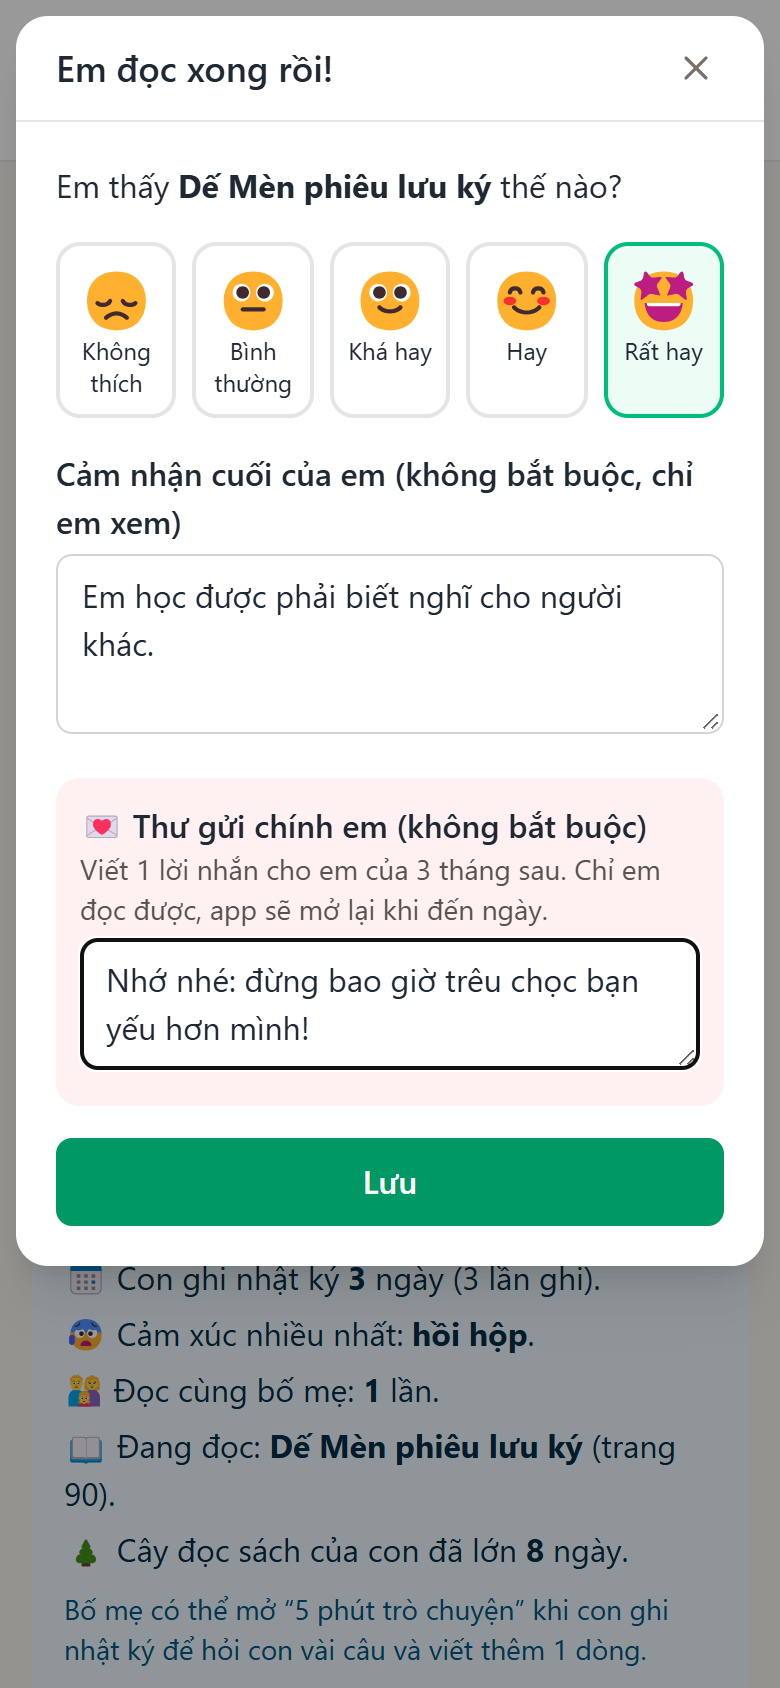 Em đọc xong rồi!
Em thấy Dế Mèn phiêu lưu ký thế nào?
Không thích
Bình thường
Khá hay
Hay
Rất hay
Cảm nhận cuối của em (không bắt buộc, chỉ
em xem)
Em học được phải biết nghĩ cho người
khác.
Thư gửi chính em (không bắt buộc)
Viết 1 lời nhắn cho em của 3 tháng sau. Chỉ em
đọc được, app sẽ mở lại khi đến ngày.
Nhớ nhé: đừng bao giờ trêu chọc bạn
yếu hơn mình!
Lưu
Con ghi nhật ký 3 ngày (3 lần ghi).
Cảm xúc nhiều nhất: hồi hộp.
Đọc cùng bố mẹ: 1 lần.
Đang đọc: Dế Mèn phiêu lưu ký (trang
90).
Cây đọc sách của con đã lớn 8 ngày.
Bố mẹ có thể mở “5 phút trò chuyện” khi con ghi
nhật ký để hỏi con vài câu và viết thêm 1 dòng.